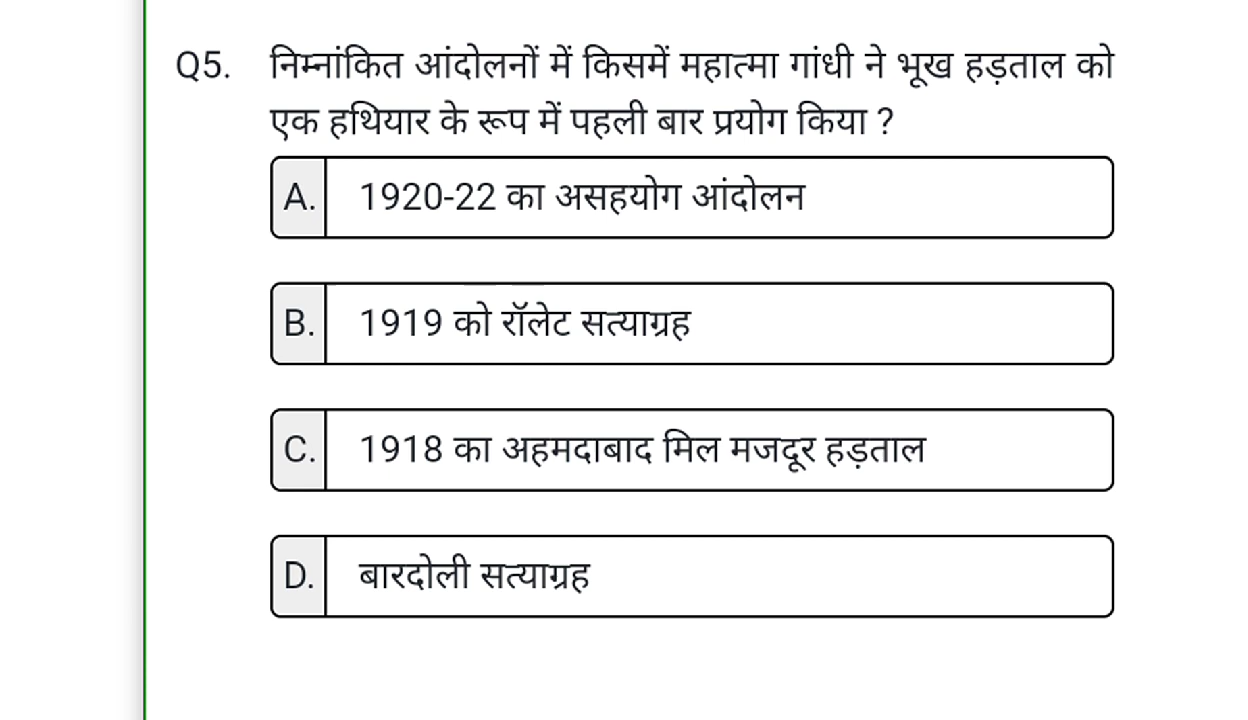 Q5. निम्नांकित आंदोलनों में किसमें महात्मा गांधी ने भूख हड़ताल को
एक हथियार के रूप में पहली बार प्रयोग किया ?
A. 1920-22 का असहयोग आंदोलन
B. 1919 को रॉलेट सत्याग्रह
C. 1918 का अहमदाबाद मिल मजदूर हड़ताल
D. बारदोली सत्याग्रह